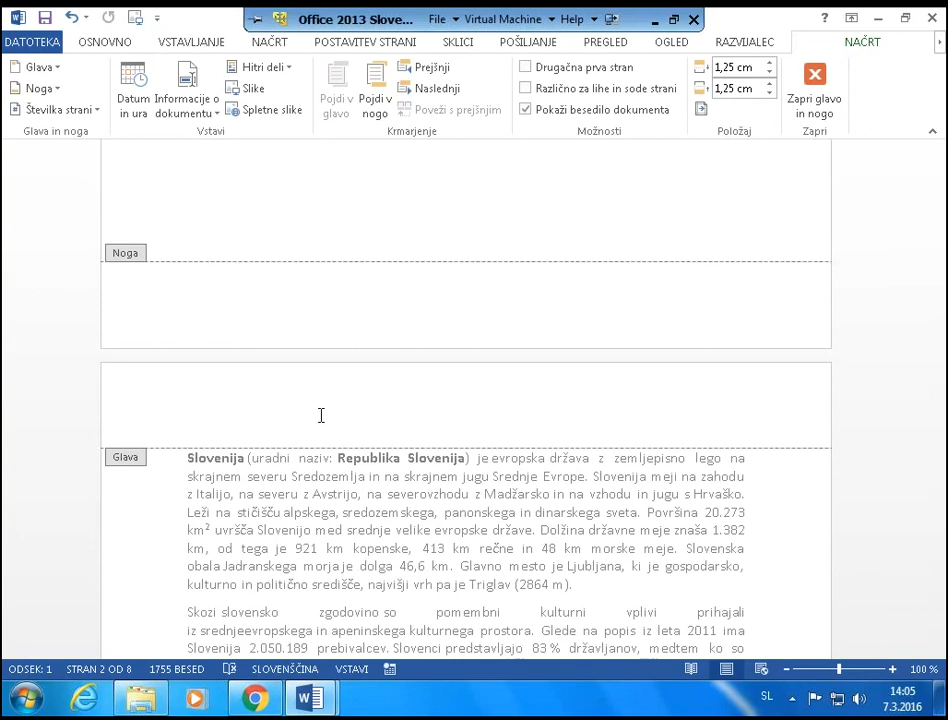 Office 2013 Slove...
File
Virtual Machine
Help
?
DATOTEKA
OSNOVNO
VSTAVLJANJE
NAČRT
POSTAVITEV STRANI
SKLICI
POŠILJANJE
PREGLED
OGLED
RAZVIJALEC
NAČRT
Glava
Noga
Številka strani
Glava in noga
Datum in ura
Informacije o dokumentu
Hitri deli
Slike
Spletne slike
Vstavi
Pojdi v glavo
Pojdi v nogo
Prejšnji
Naslednji
Poveži s prejšnjim
Krmarjenje
Drugačna prva stran
Različno za lihe in sode strani
Pokaži besedilo dokumenta
Možnosti
1,25 cm
1,25 cm
Položaj
Zapri glavo in nogo
Zapri
Noga
Glava
Slovenija (uradni naziv: Republika Slovenija) je evropska država z zemljepisno lego na
skrajnem severu Sredozemlja in na skrajnem jugu Srednje Evrope. Slovenija meji na zahodu
z Italijo, na severu z Avstrijo, na severovzhodu z Madžarsko in na vzhodu in jugu s Hrvaško.
Leži na stičišču alpskega, sredozemskega, panonskega in dinarskega sveta. Površina 20.273
km² uvršča Slovenijo med srednje velike evropske države. Dolžina državne meje znaša 1.382
km, od tega je 921 km kopenske, 413 km rečne in 48 km morske meje. Slovenska
obala Jadranskega morja je dolga 46,6 km. Glavno mesto je Ljubljana, ki je gospodarsko,
kulturno in politično središče, najvišji vrh pa je Triglav (2864 m).
Skozi slovensko zgodovino so pomembni kulturni vplivi prihajali
iz srednjeevropskega in apeninskega kulturnega prostora. Glede na popis iz leta 2011 ima
Slovenija 2.050.189 prebivalcev. Slovenci predstavljajo 83 % državljanov, medtem ko so
ODSEK: 1
STRAN 2 OD 8
1755 BESED
SLOVENŠČINA
VSTAVI
100 %
SL
14:05
7.3.2016